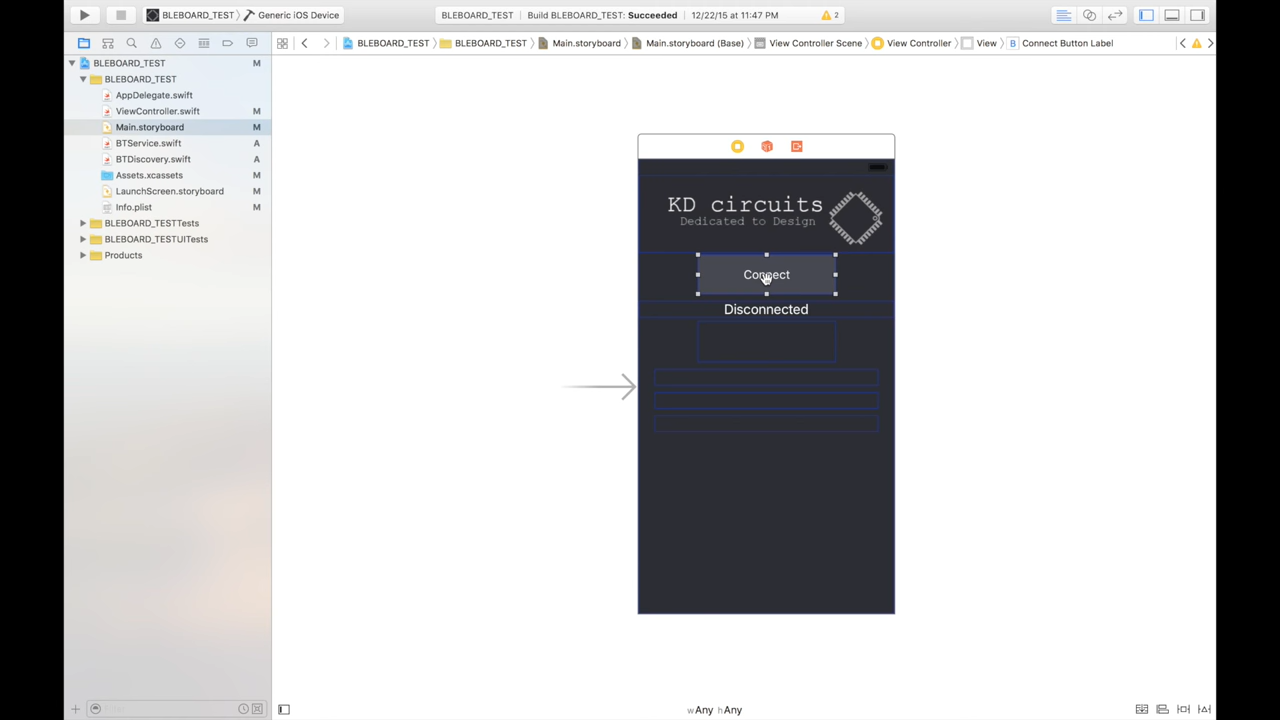 BLEBOARD_TEST
Generic iOS Device
BLEBOARD_TEST
Build BLEBOARD_TEST: Succeeded
12/22/15 at 11:47 PM
2
BLEBOARD_TEST
BLEBOARD_TEST
Main.storyboard
Main.storyboard (Base)
View Controller Scene
View Controller
View
B
Connect Button Label
BLEBOARD_TEST M
BLEBOARD_TEST
AppDelegate.swift
ViewController.swift M
Main.storyboard M
BTService.swift A
BTDiscovery.swift A
Assets.xcassets M
LaunchScreen.storyboard M
Info.plist M
BLEBOARD_TESTTests
BLEBOARD_TESTUITests
Products
KD circuits
Dedicated to Design
Connect
Disconnected
wAny hAny